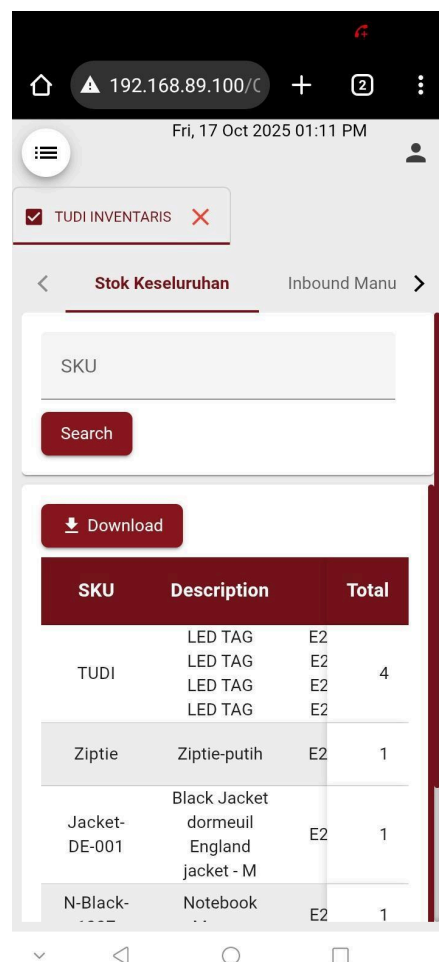 192.168.89.100/C
2
Fri, 17 Oct 2025 01:11 PM
TUDI INVENTARIS
Stok Keseluruhan
Inbound Manu
SKU
Search
Download
SKU Description Total
TUDI
LED TAG E2
LED TAG E2
LED TAG E2
LED TAG E2
4
Ziptie Ziptie-putih E2 1
Jacket-
DE-001
Black Jacket
dormeuil
England
jacket - M
E2
1
N-Black-
Notebook
E2
1